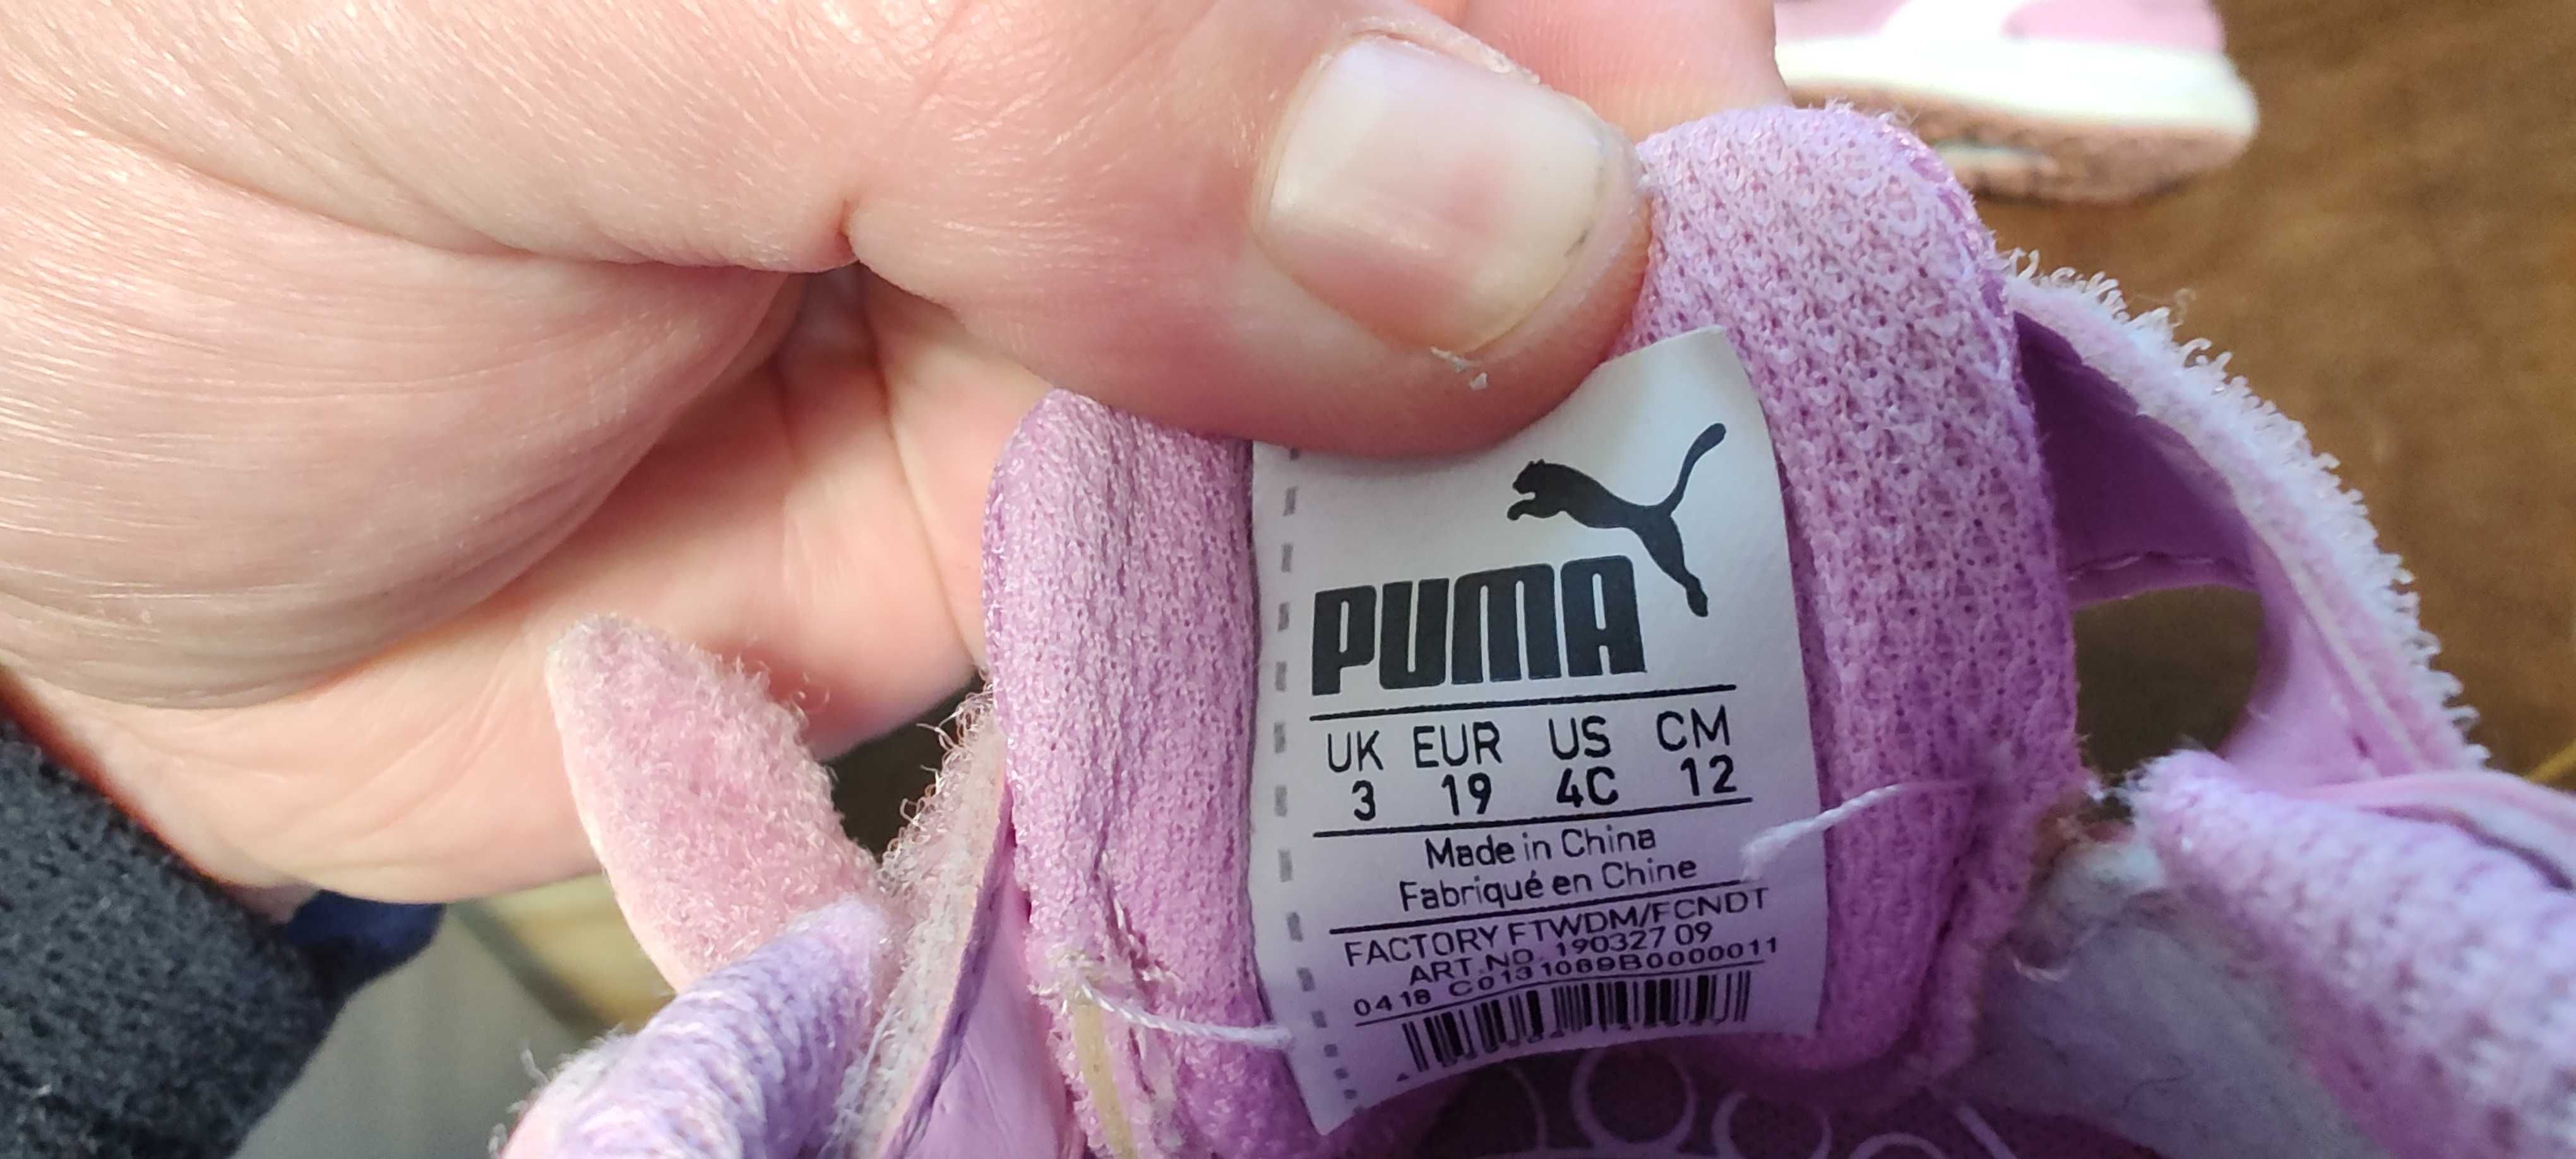 PUMA
UK EUR US CM
3 19 4C 12
Made in China
Fabriqué en Chine
FACTORY FTWDM/FCNDT
ART.NO. 190327 09
0418 C0131089B0000011